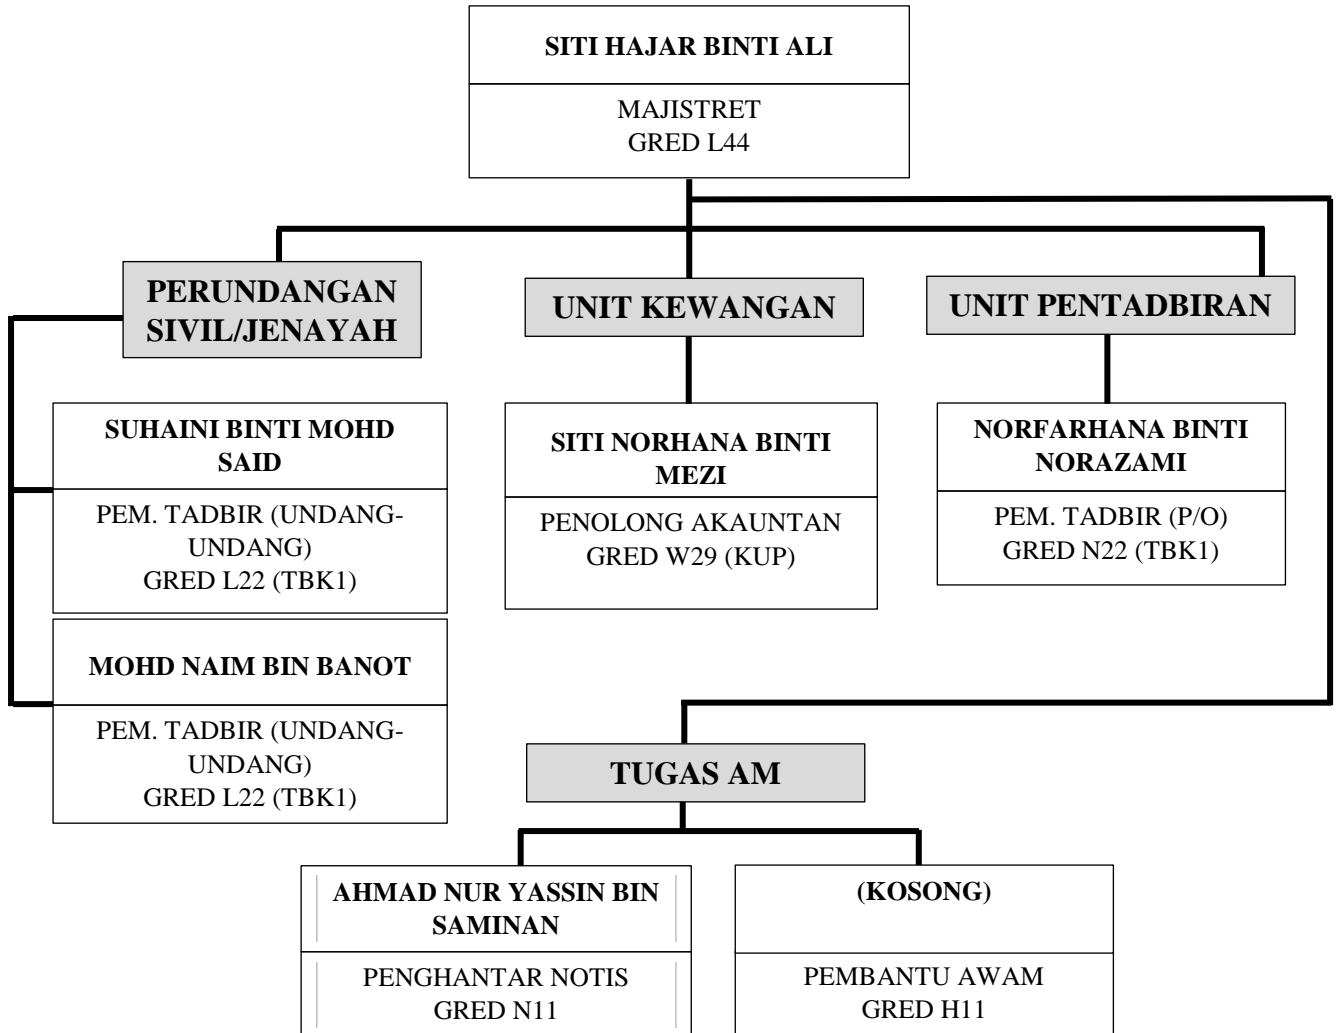 SITI HAJAR BINTI ALI
MAJISTRET
GRED L44
PERUNDANGAN
SIVIL/JENAYAH
UNIT KEWANGAN
UNIT PENTADBIRAN
SUHAINI BINTI MOHD
SAID
PEM. TADBIR (UNDANG-
UNDANG)
GRED L22 (TBK1)
SITI NORHANA BINTI
MEZI
PENOLONG AKAUNTAN
GRED W29 (KUP)
NORFARHANA BINTI
NORAZAMI
PEM. TADBIR (P/O)
GRED N22 (TBK1)
MOHD NAIM BIN BANOT
PEM. TADBIR (UNDANG-
UNDANG)
GRED L22 (TBK1)
TUGAS AM
AHMAD NUR YASSIN BIN
SAMINAN
PENGHANTAR NOTIS
GRED N11
(KOSONG)
PEMBANTU AWAM
GRED H11